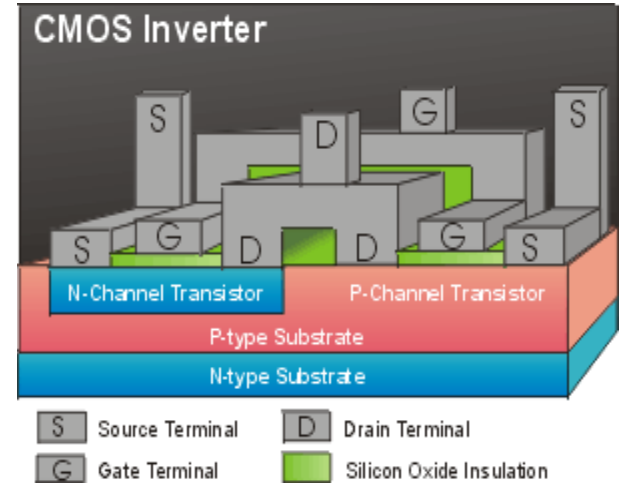 CMOS Inverter
S
G
S
D
S
G
D
D
G
S
N-Channel Transistor
P-Channel Transistor
P-type Substrate
N-type Substrate
S Source Terminal
D Drain Terminal
G Gate Terminal
Silicon Oxide Insulation